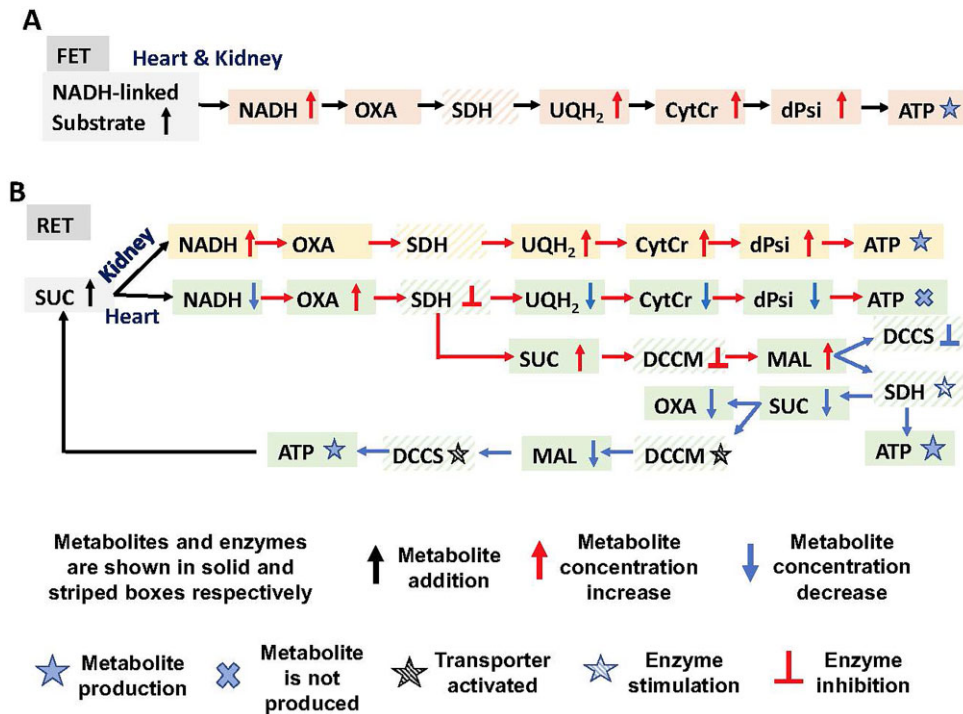 A
FET
Heart & Kidney
NADH-linked
Substrate
NADH
OXA
SDH
UQH₂
CytCr
dPsi
ATP
B
RET
Kidney
NADH
OXA
SDH
UQH₂
CytCr
dPsi
ATP
SUC
Heart
NADH
OXA
SDH
UQH₂
CytCr
dPsi
ATP
SUC
DCCM
MAL
DCCS
SDH
OXA
SUC
ATP
DCCS
MAL
DCCM
ATP
Metabolites and enzymes
are shown in solid and
striped boxes respectively
Metabolite
addition
Metabolite
concentration
increase
Metabolite
concentration
decrease
Metabolite
production
Metabolite
is not
produced
Transporter
activated
Enzyme
stimulation
Enzyme
inhibition